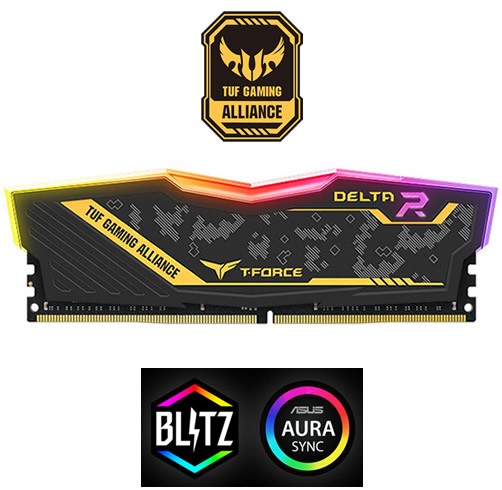 TUF GAMING
ALLIANCE
DELTA R
TUF GAMING ALLIANCE
T-FORCE
BLITZ
ASUS
AURA
SYNC